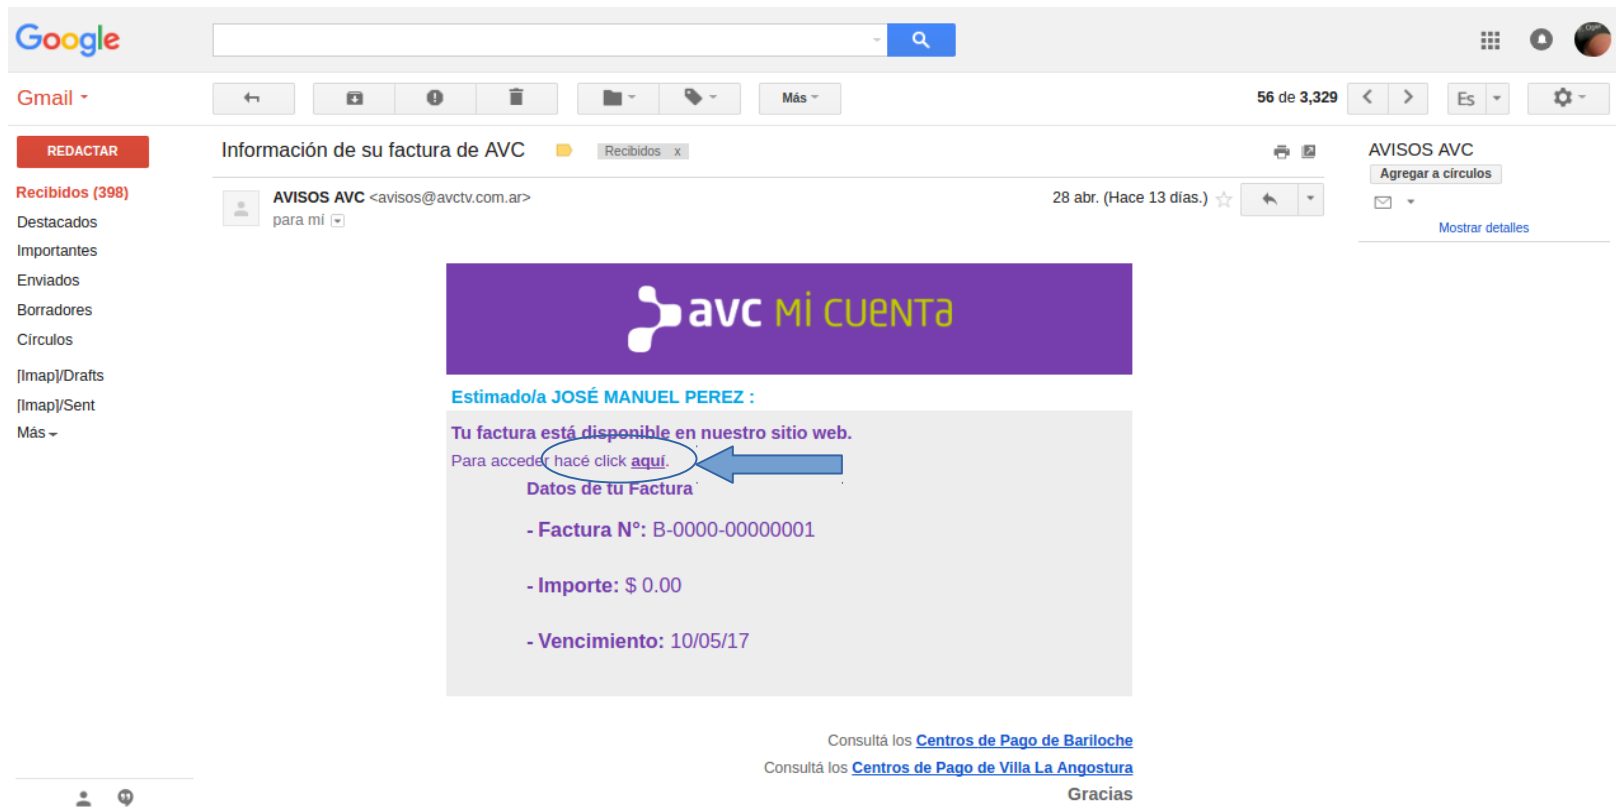 Google
Gmail
Más
56 de 3,329
Es
REDACTAR
Información de su factura de AVC
Recibidos x
AVISOS AVC
Agregar a círculos
Mostrar detalles
Recibidos (398)
Destacados
Importantes
Enviados
Borradores
Círculos
[Imap]/Drafts
[Imap]/Sent
Más
AVISOS AVC <avisos@avctv.com.ar>
28 abr. (Hace 13 días.)
para mí
avc Mi CUENTa
Estimado/a JOSÉ MANUEL PEREZ :
Tu factura está disponible en nuestro sitio web.
Para acceder hacé click aquí.
Datos de tu Factura
- Factura N°: B-0000-00000001
- Importe: $ 0.00
- Vencimiento: 10/05/17
Consultá los Centros de Pago de Bariloche
Consultá los Centros de Pago de Villa La Angostura
Gracias